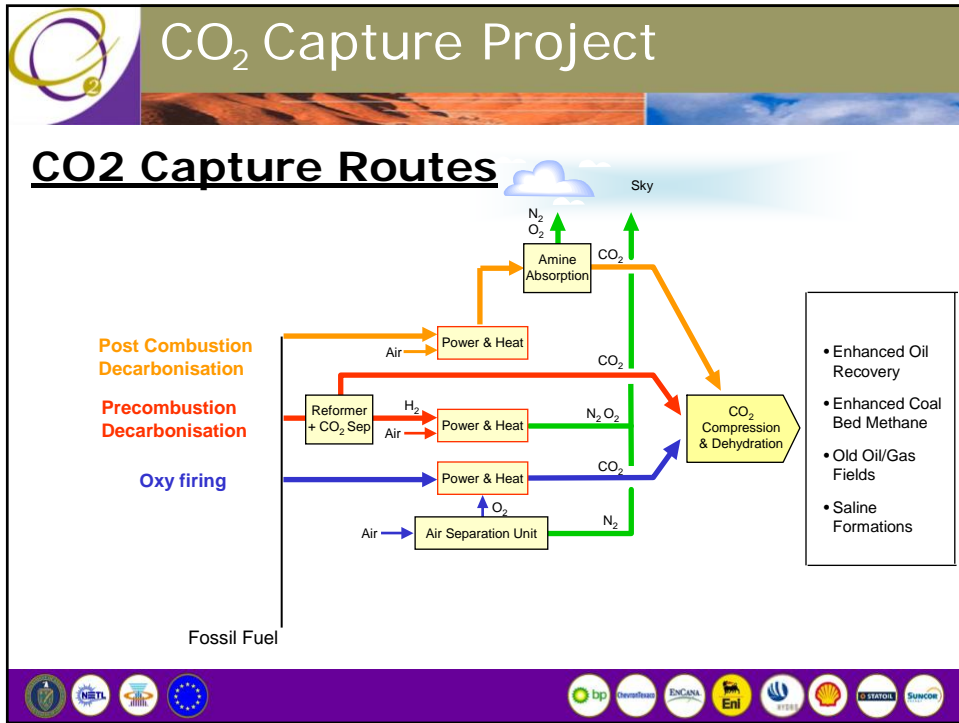 CO₂ Capture Project
2
CO2 Capture Routes
Sky
N₂
O₂
Amine
Absorption
CO₂
Post Combustion
Decarbonisation
Air
Power & Heat
CO₂
Precombustion
Decarbonisation
Reformer
+ CO₂ Sep
H₂
Air
Power & Heat
N₂ O₂
CO₂
Compression
& Dehydration
Oxy firing
Power & Heat
CO₂
O₂
Air
Air Separation Unit
N₂
• Enhanced Oil
Recovery
• Enhanced Coal
Bed Methane
• Old Oil/Gas
Fields
• Saline
Formations
Fossil Fuel
NETL
bp
ChevronTexaco
ENCANA
Eni
HYDRO
STATOIL
SUNCOR